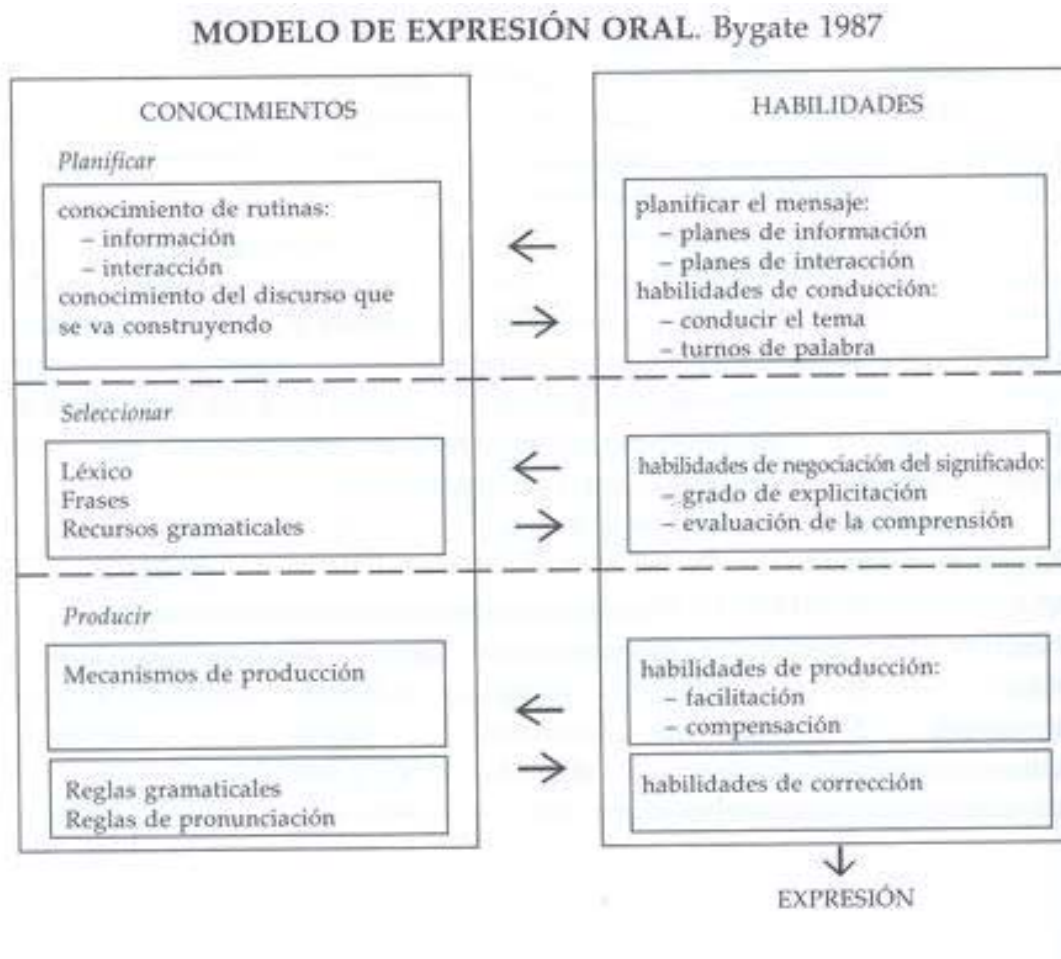 MODELO DE EXPRESIÓN ORAL. Bygate 1987
CONOCIMIENTOS
Planificar
conocimiento de rutinas:
– información
– interacción
conocimiento del discurso que
se va construyendo
HABILIDADES
planificar el mensaje:
– planes de información
– planes de interacción
habilidades de conducción:
– conducir el tema
– turnos de palabra
Seleccionar
Léxico
Frases
Recursos gramaticales
habilidades de negociación del significado:
– grado de explicitación
– evaluación de la comprensión
Producir
Mecanismos de producción
habilidades de producción:
– facilitación
– compensación
Reglas gramaticales
Reglas de pronunciación
habilidades de corrección
EXPRESIÓN